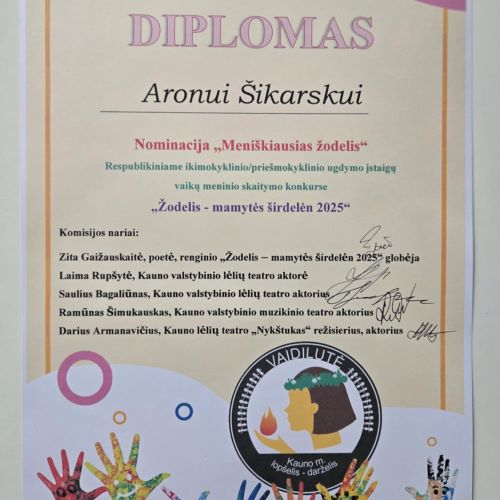 DIPLOMAS
Aronui Šikarskui
Nominacija „Meniškiausias žodelis“
Respublikiniame ikimokyklinio/priešmokyklinio ugdymo įstaigų
vaikų meninio skaitymo konkurse
„Žodelis - mamytės širdelėn 2025“
Komisijos nariai:
Zita Gaižauskaitė, poetė, renginio „Žodelis – mamytės širdelėn 2025“ globėja
Laima Rupšytė, Kauno valstybinio lėlių teatro aktorė
Saulius Bagaliūnas, Kauno valstybinio lėlių teatro aktorius
Ramūnas Šimukauskas, Kauno valstybinio muzikinio teatro aktorius
Darius Armanavičius, Kauno lėlių teatro „Nykštukas“ režisierius, aktorius
VAIDILUTĖ
Kauno m.
lopšelis - darželis